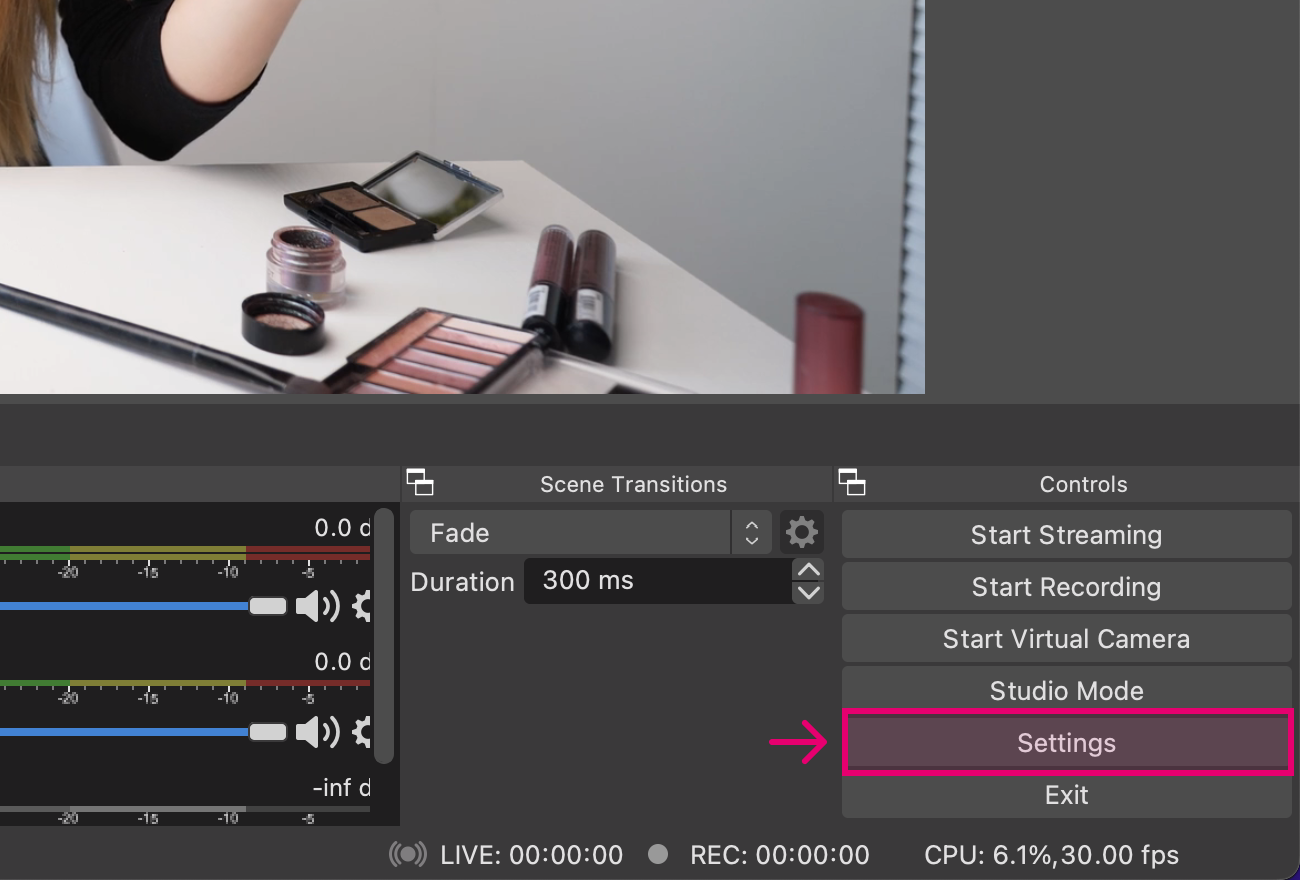 Scene Transitions
Controls
0.0 d
-20 -15 -10 -5
0.0 d
-20 -15 -10 -5
-inf d
-20 -15 -10 -5
Fade
Duration 300 ms
Start Streaming
Start Recording
Start Virtual Camera
Studio Mode
Settings
Exit
LIVE: 00:00:00 REC: 00:00:00 CPU: 6.1%,30.00 fps